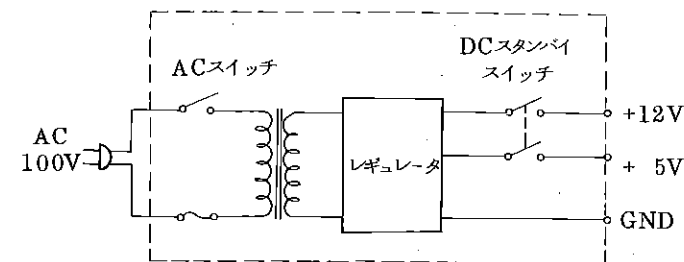 ACスイッチ
DCスタンバイ
スイッチ
AC
100V
レギュレータ
+12V
+ 5V
GND